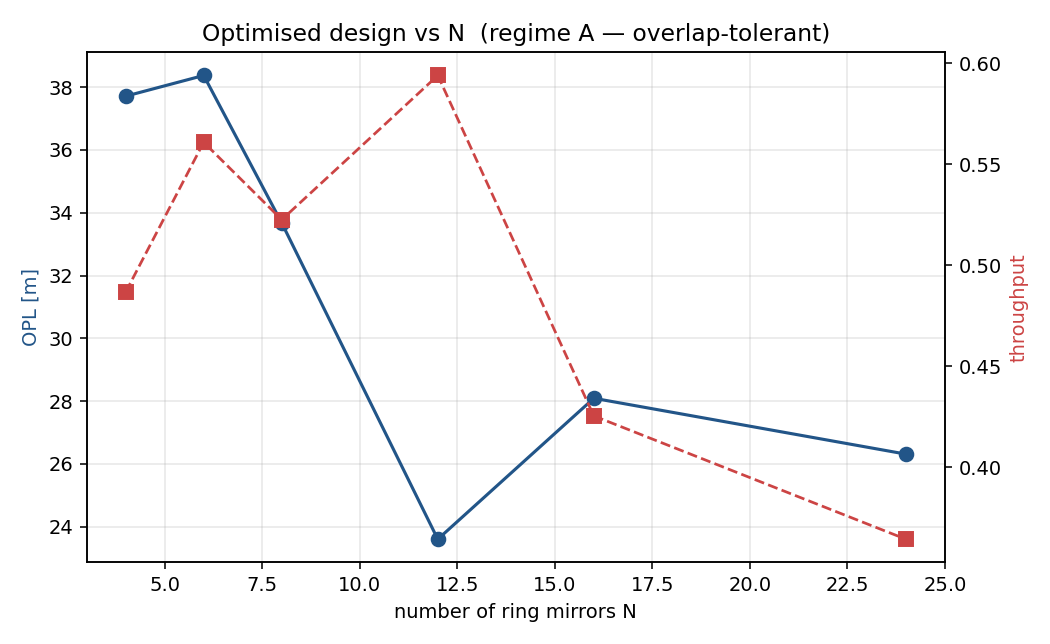 Optimised design vs N  (regime A — overlap-tolerant)
OPL [m]
38
36
34
32
30
28
26
24
0.60
0.55
0.50
0.45
0.40
throughput
5.0 7.5 10.0 12.5 15.0 17.5 20.0 22.5 25.0
number of ring mirrors N